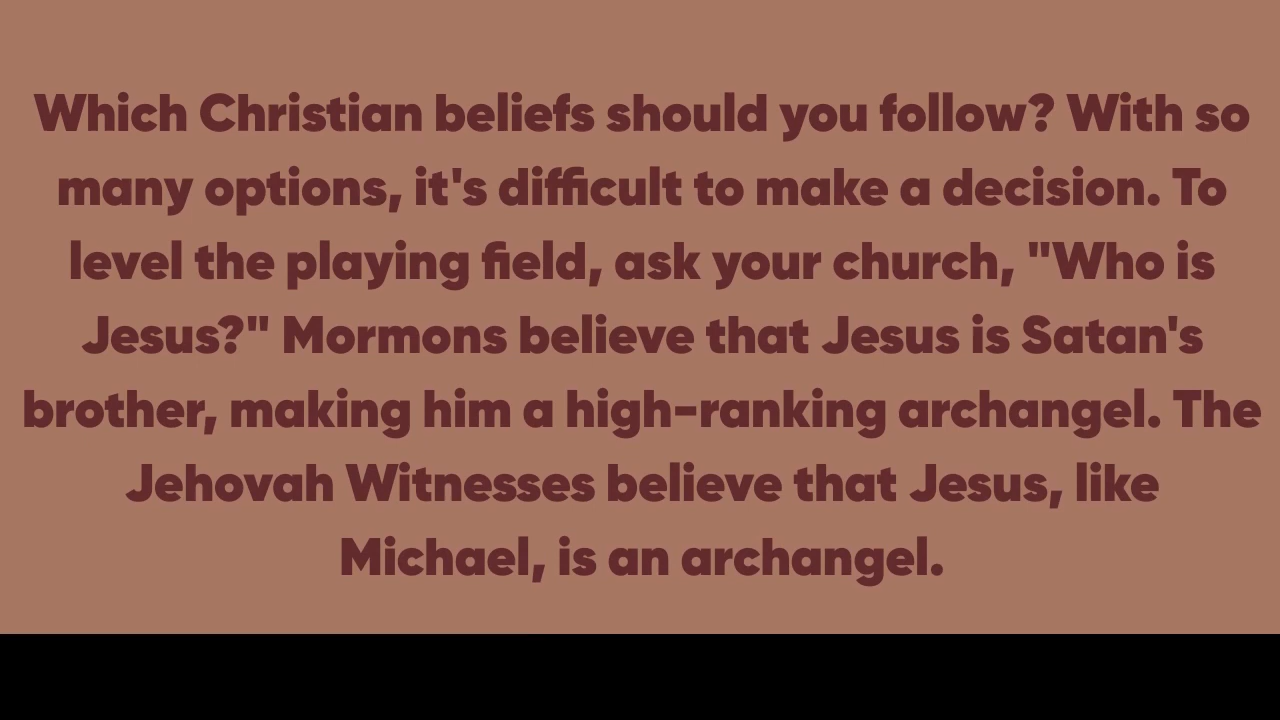 Which Christian beliefs should you follow? With so
many options, it's difficult to make a decision. To
level the playing field, ask your church, "Who is
Jesus?" Mormons believe that Jesus is Satan's
brother, making him a high-ranking archangel. The
Jehovah Witnesses believe that Jesus, like
Michael, is an archangel.